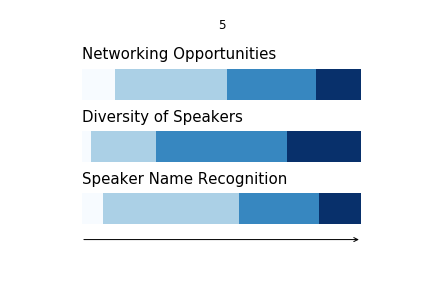 5
Networking Opportunities
Diversity of Speakers
Speaker Name Recognition